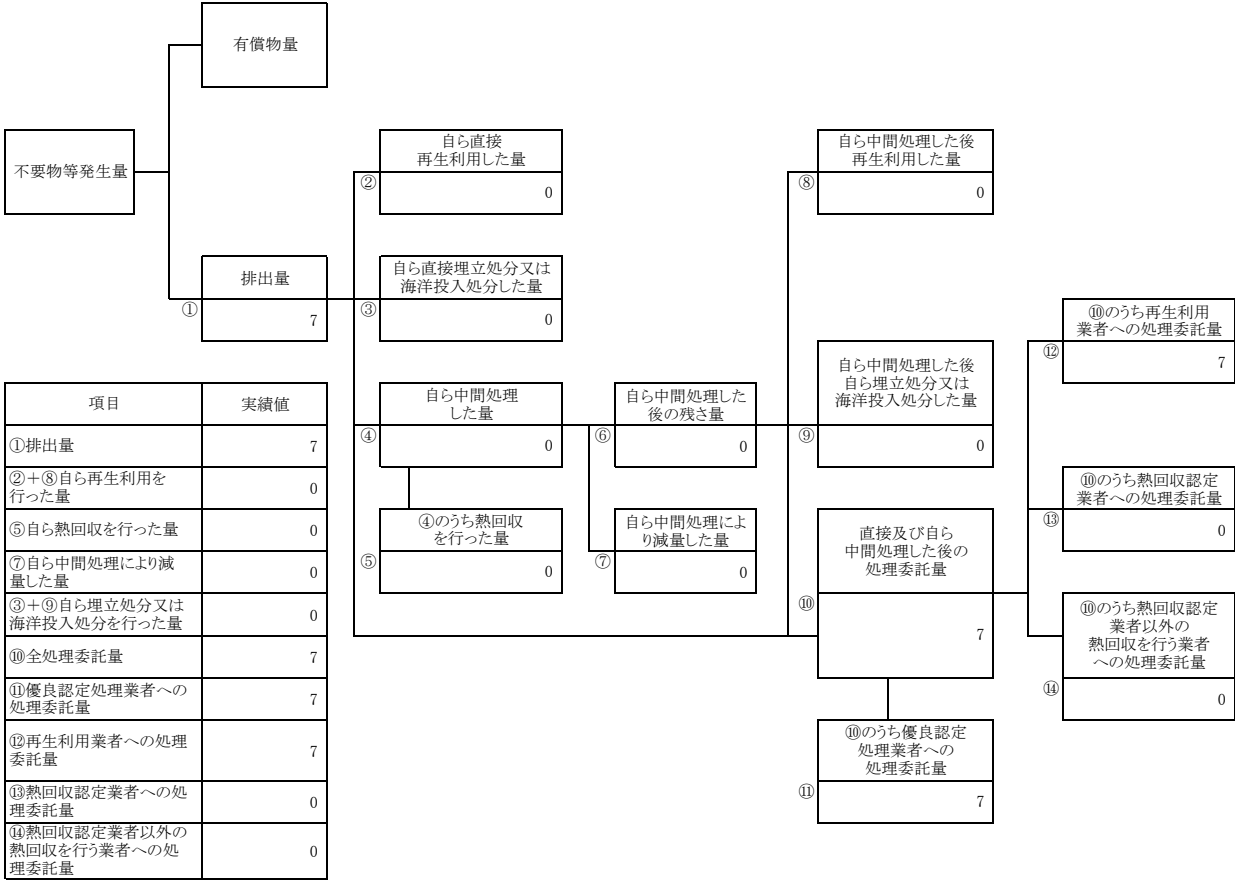 有償物量
不要物等発生量
排出量
①
7
自ら直接
再生利用した量
②
0
自ら直接埋立処分又は
海洋投入処分した量
③
0
自ら中間処理
した量
④
0
④のうち熱回収
を行った量
⑤
0
自ら中間処理した
後の残さ量
⑥
0
自ら中間処理によ
り減量した量
⑦
0
自ら中間処理した後
再生利用した量
⑧
0
自ら中間処理した後
自ら埋立処分又は
海洋投入処分した量
⑨
0
直接及び自ら
中間処理した後の
処理委託量
⑩
7
⑩のうち優良認定
処理業者への
処理委託量
⑪
7
⑩のうち再生利用
業者への処理委託量
⑫
7
⑩のうち熱回収認定
業者への処理委託量
⑬
0
⑩のうち熱回収認定
業者以外の
熱回収を行う業者
への処理委託量
⑭
0
項目 実績値
①排出量 7
②+⑧自ら再生利用を
行った量 0
⑤自ら熱回収を行った量 0
⑦自ら中間処理により減
量した量 0
③+⑨自ら埋立処分又は
海洋投入処分を行った量 0
⑩全処理委託量 7
⑪優良認定処理業者への
処理委託量 7
⑫再生利用業者への処理
委託量 7
⑬熱回収認定業者への処
理委託量 0
⑭熱回収認定業者以外の
熱回収を行う業者への処
理委託量 0